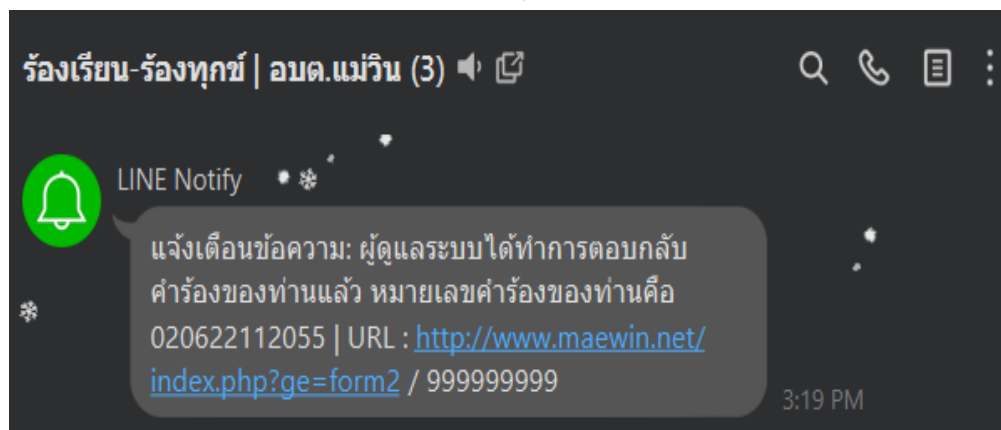 ร้องเรียน-ร้องทุกข์ | อบต.แม่วิน (3)
LINE Notify
แจ้งเตือนข้อความ: ผู้ดูแลระบบได้ทำการตอบกลับ
คำร้องของท่านแล้ว หมายเลขคำร้องของท่านคือ
020622112055 | URL : http://www.maewin.net/
index.php?ge=form2 / 999999999
3:19 PM